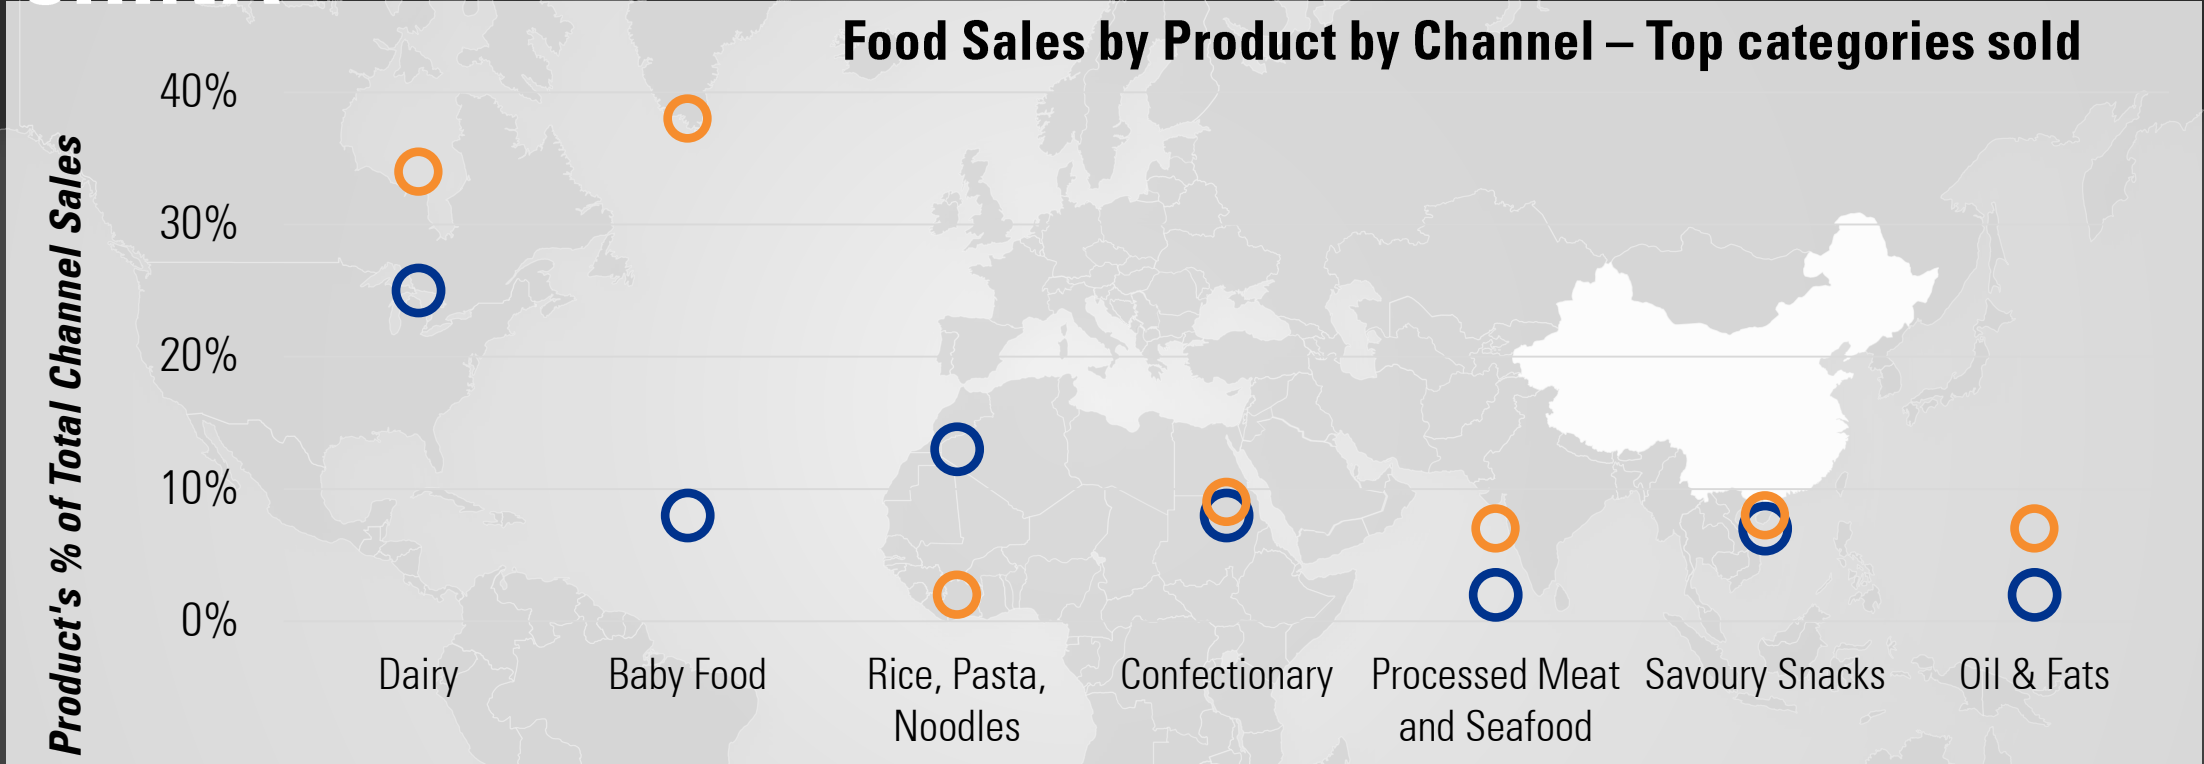 Food Sales by Product by Channel – Top categories sold
Product's % of Total Channel Sales
40%
30%
20%
10%
0%
Dairy
Baby Food
Rice, Pasta,
Noodles
Confectionary
Processed Meat
and Seafood
Savoury Snacks
Oil & Fats